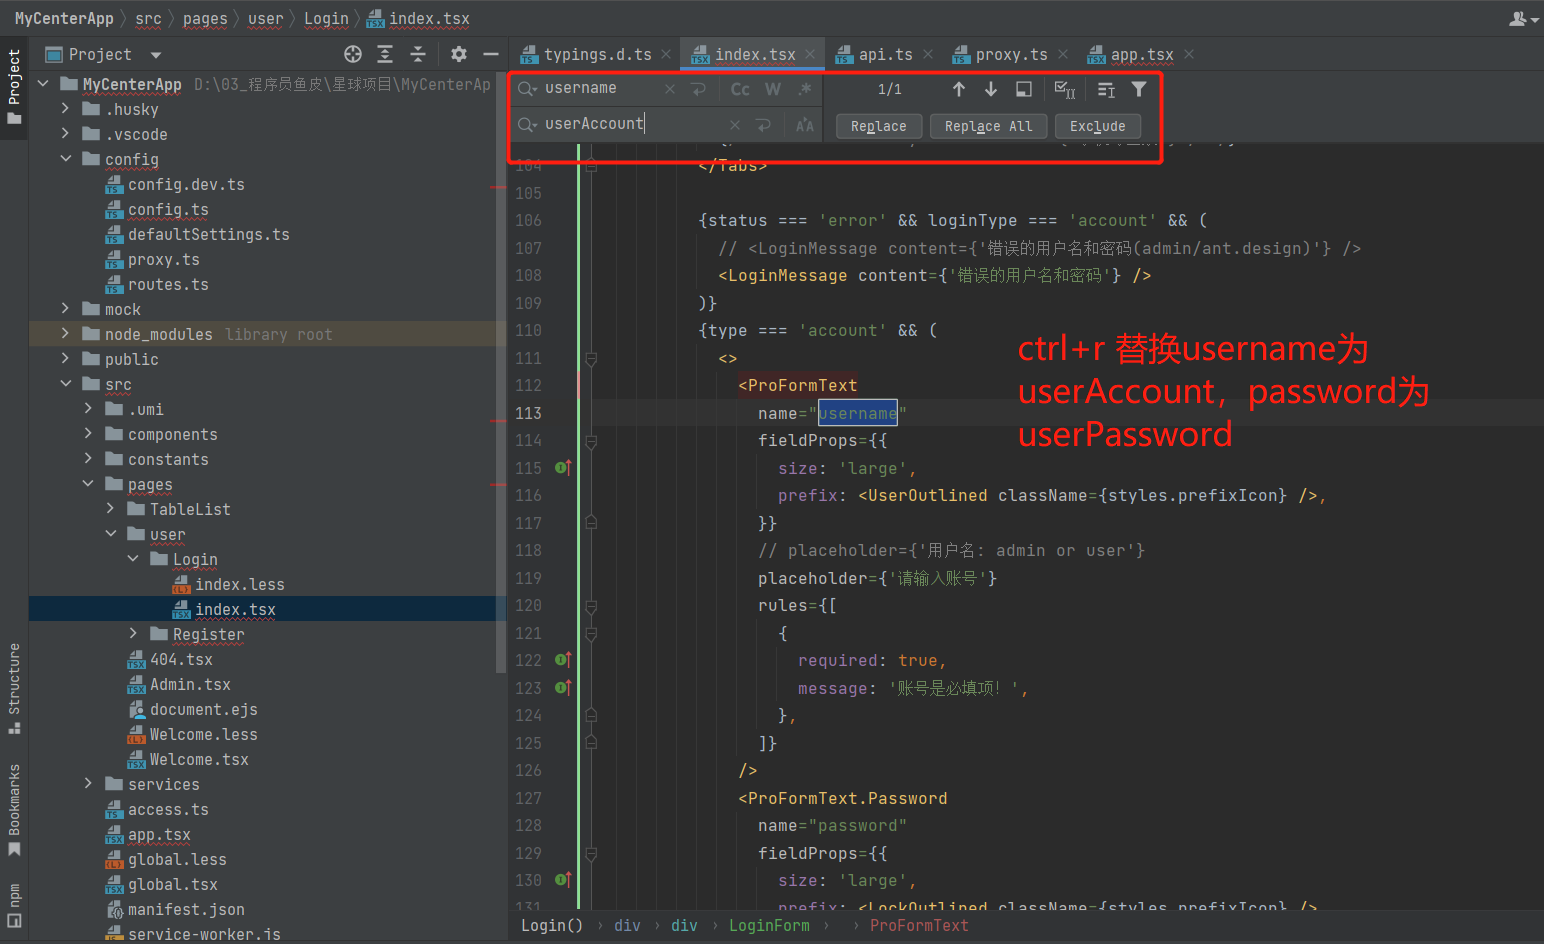 MyCenterApp src pages user Login index.tsx
Project
typings.d.ts index.tsx api.ts proxy.ts app.tsx
Project
MyCenterApp D:\03_程序员鱼皮\星球项目\MyCenterAp
.husky
.vscode
config
config.dev.ts
config.ts
defaultSettings.ts
proxy.ts
routes.ts
mock
node_modules library root
public
src
.umi
components
constants
pages
TableList
user
Login
index.less
index.tsx
Register
404.tsx
Admin.tsx
document.ejs
Welcome.less
Welcome.tsx
services
access.ts
app.tsx
global.less
global.tsx
manifest.json
service-worker.js
Structure
Bookmarks
npm
username Cc W .* 1/1
userAccount Replace Replace All Exclude
104 </Tabs>
105
106 {status === 'error' && loginType === 'account' && (
107 // <LoginMessage content={'错误的用户名和密码(admin/ant.design)'} />
108 <LoginMessage content={'错误的用户名和密码'} />
109 )}
110 {type === 'account' && (
111 <>
112 <ProFormText
113 name="username"
114 fieldProps={{
115 size: 'large',
116 prefix: <UserOutlined className={styles.prefixIcon} />,
117 }}
118 // placeholder={'用户名: admin or user'}
119 placeholder={'请输入账号'}
120 rules={[
121 {
122 required: true,
123 message: '账号是必填项！',
124 },
125 ]}
126 />
127 <ProFormText.Password
128 name="password"
129 fieldProps={{
130 size: 'large',
131 prefix: <LockOutlined className={styles.prefixIcon} />
ctrl+r 替换username为
userAccount，password为
userPassword
Login() div div LoginForm ProFormText